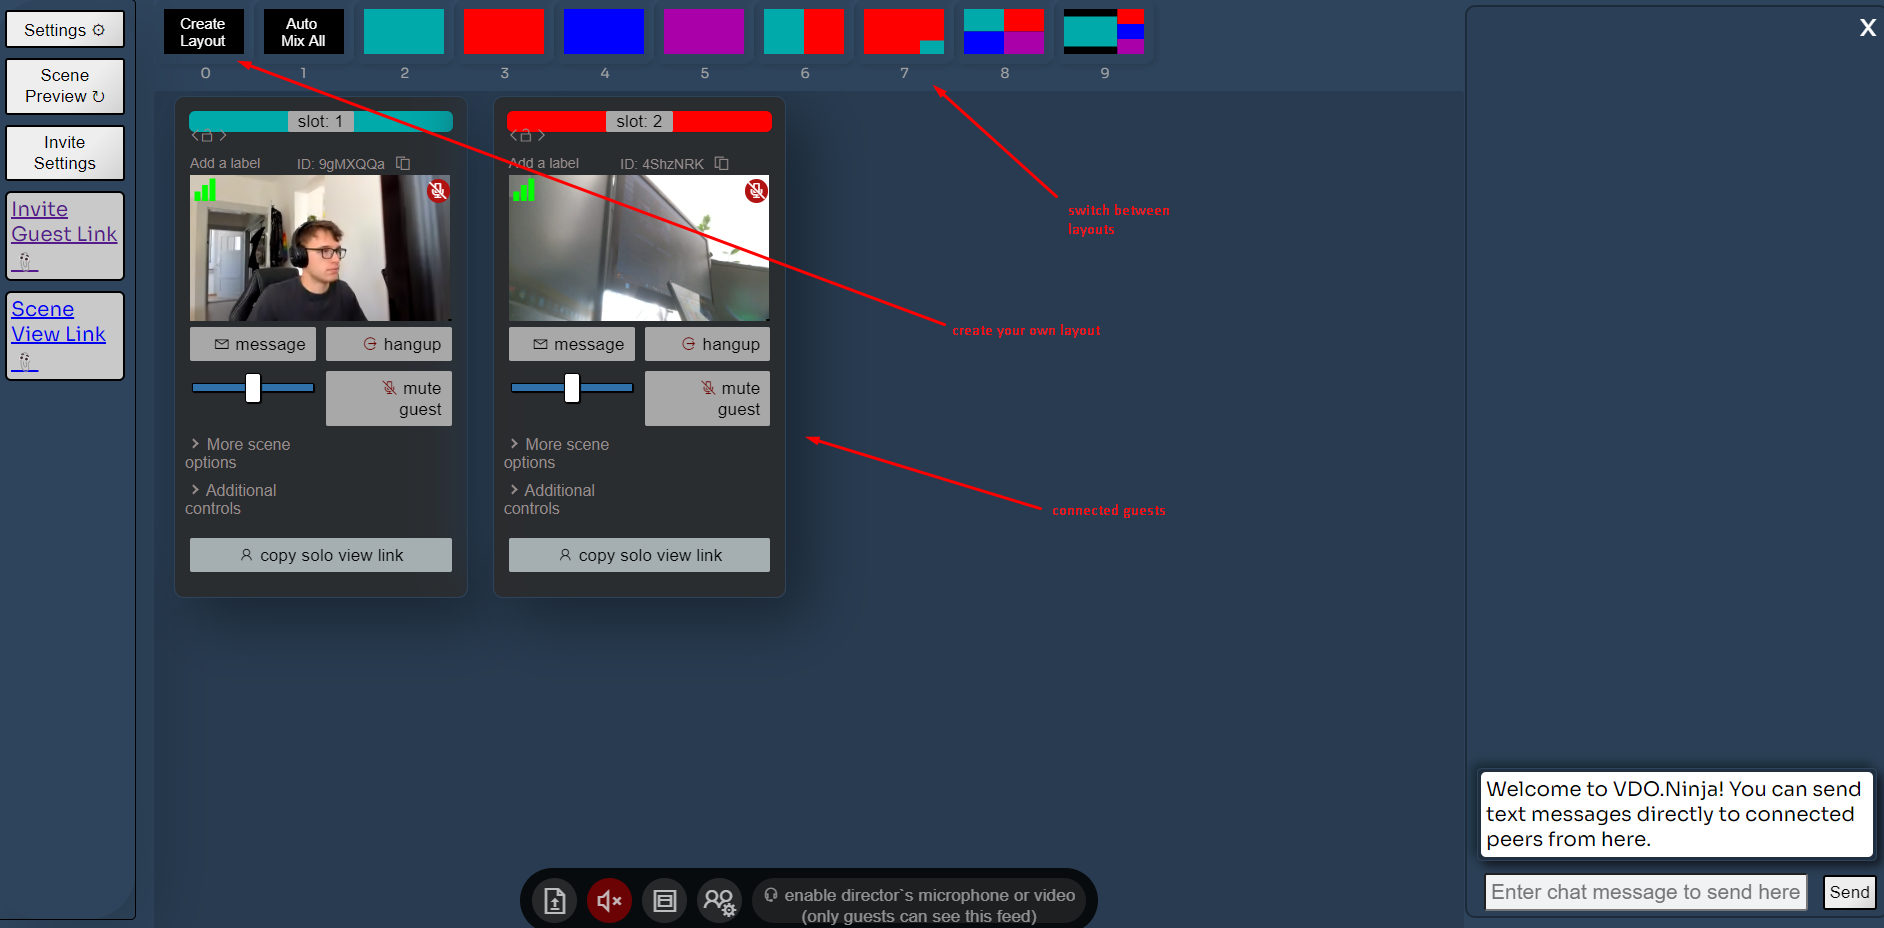 Settings
Scene
Preview ↻
Invite
Settings
Invite
Guest Link
Scene
View Link
Create
Layout
Auto
Mix All
0
1
2
3
4
5
6
7
8
9
slot: 1
Add a label
ID: 9gMXQQa
message
hangup
mute
guest
More scene
options
Additional
controls
copy solo view link
slot: 2
Add a label
ID: 4ShzNRK
message
hangup
mute
guest
More scene
options
Additional
controls
copy solo view link
switch between
layouts
create your own layout
connected guests
enable director`s microphone or video
(only guests can see this feed)
X
Welcome to VDO.Ninja! You can send
text messages directly to connected
peers from here.
Enter chat message to send here
Send